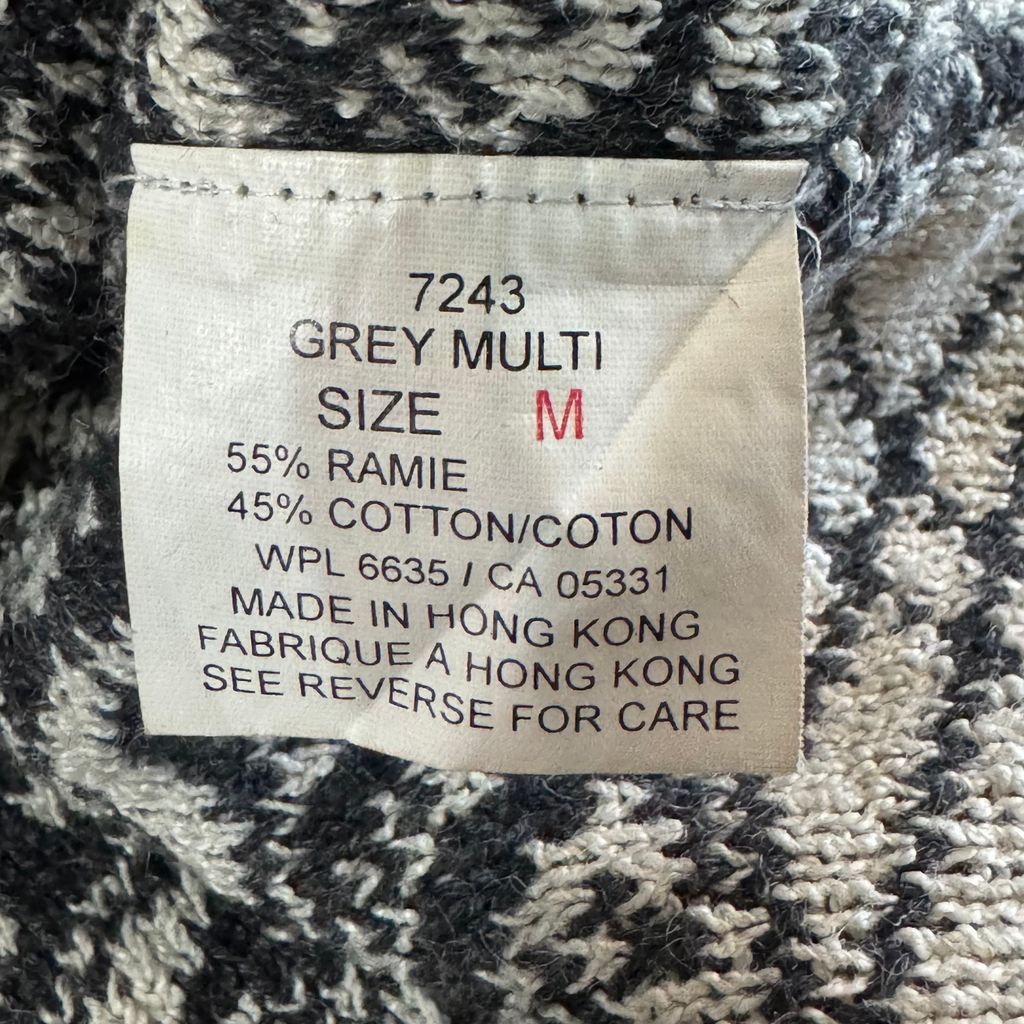 7243
GREY MULTI
SIZE M
55% RAMIE
45% COTTON/COTON
WPL 6635 / CA 05331
MADE IN HONG KONG
FABRIQUE A HONG KONG
SEE REVERSE FOR CARE